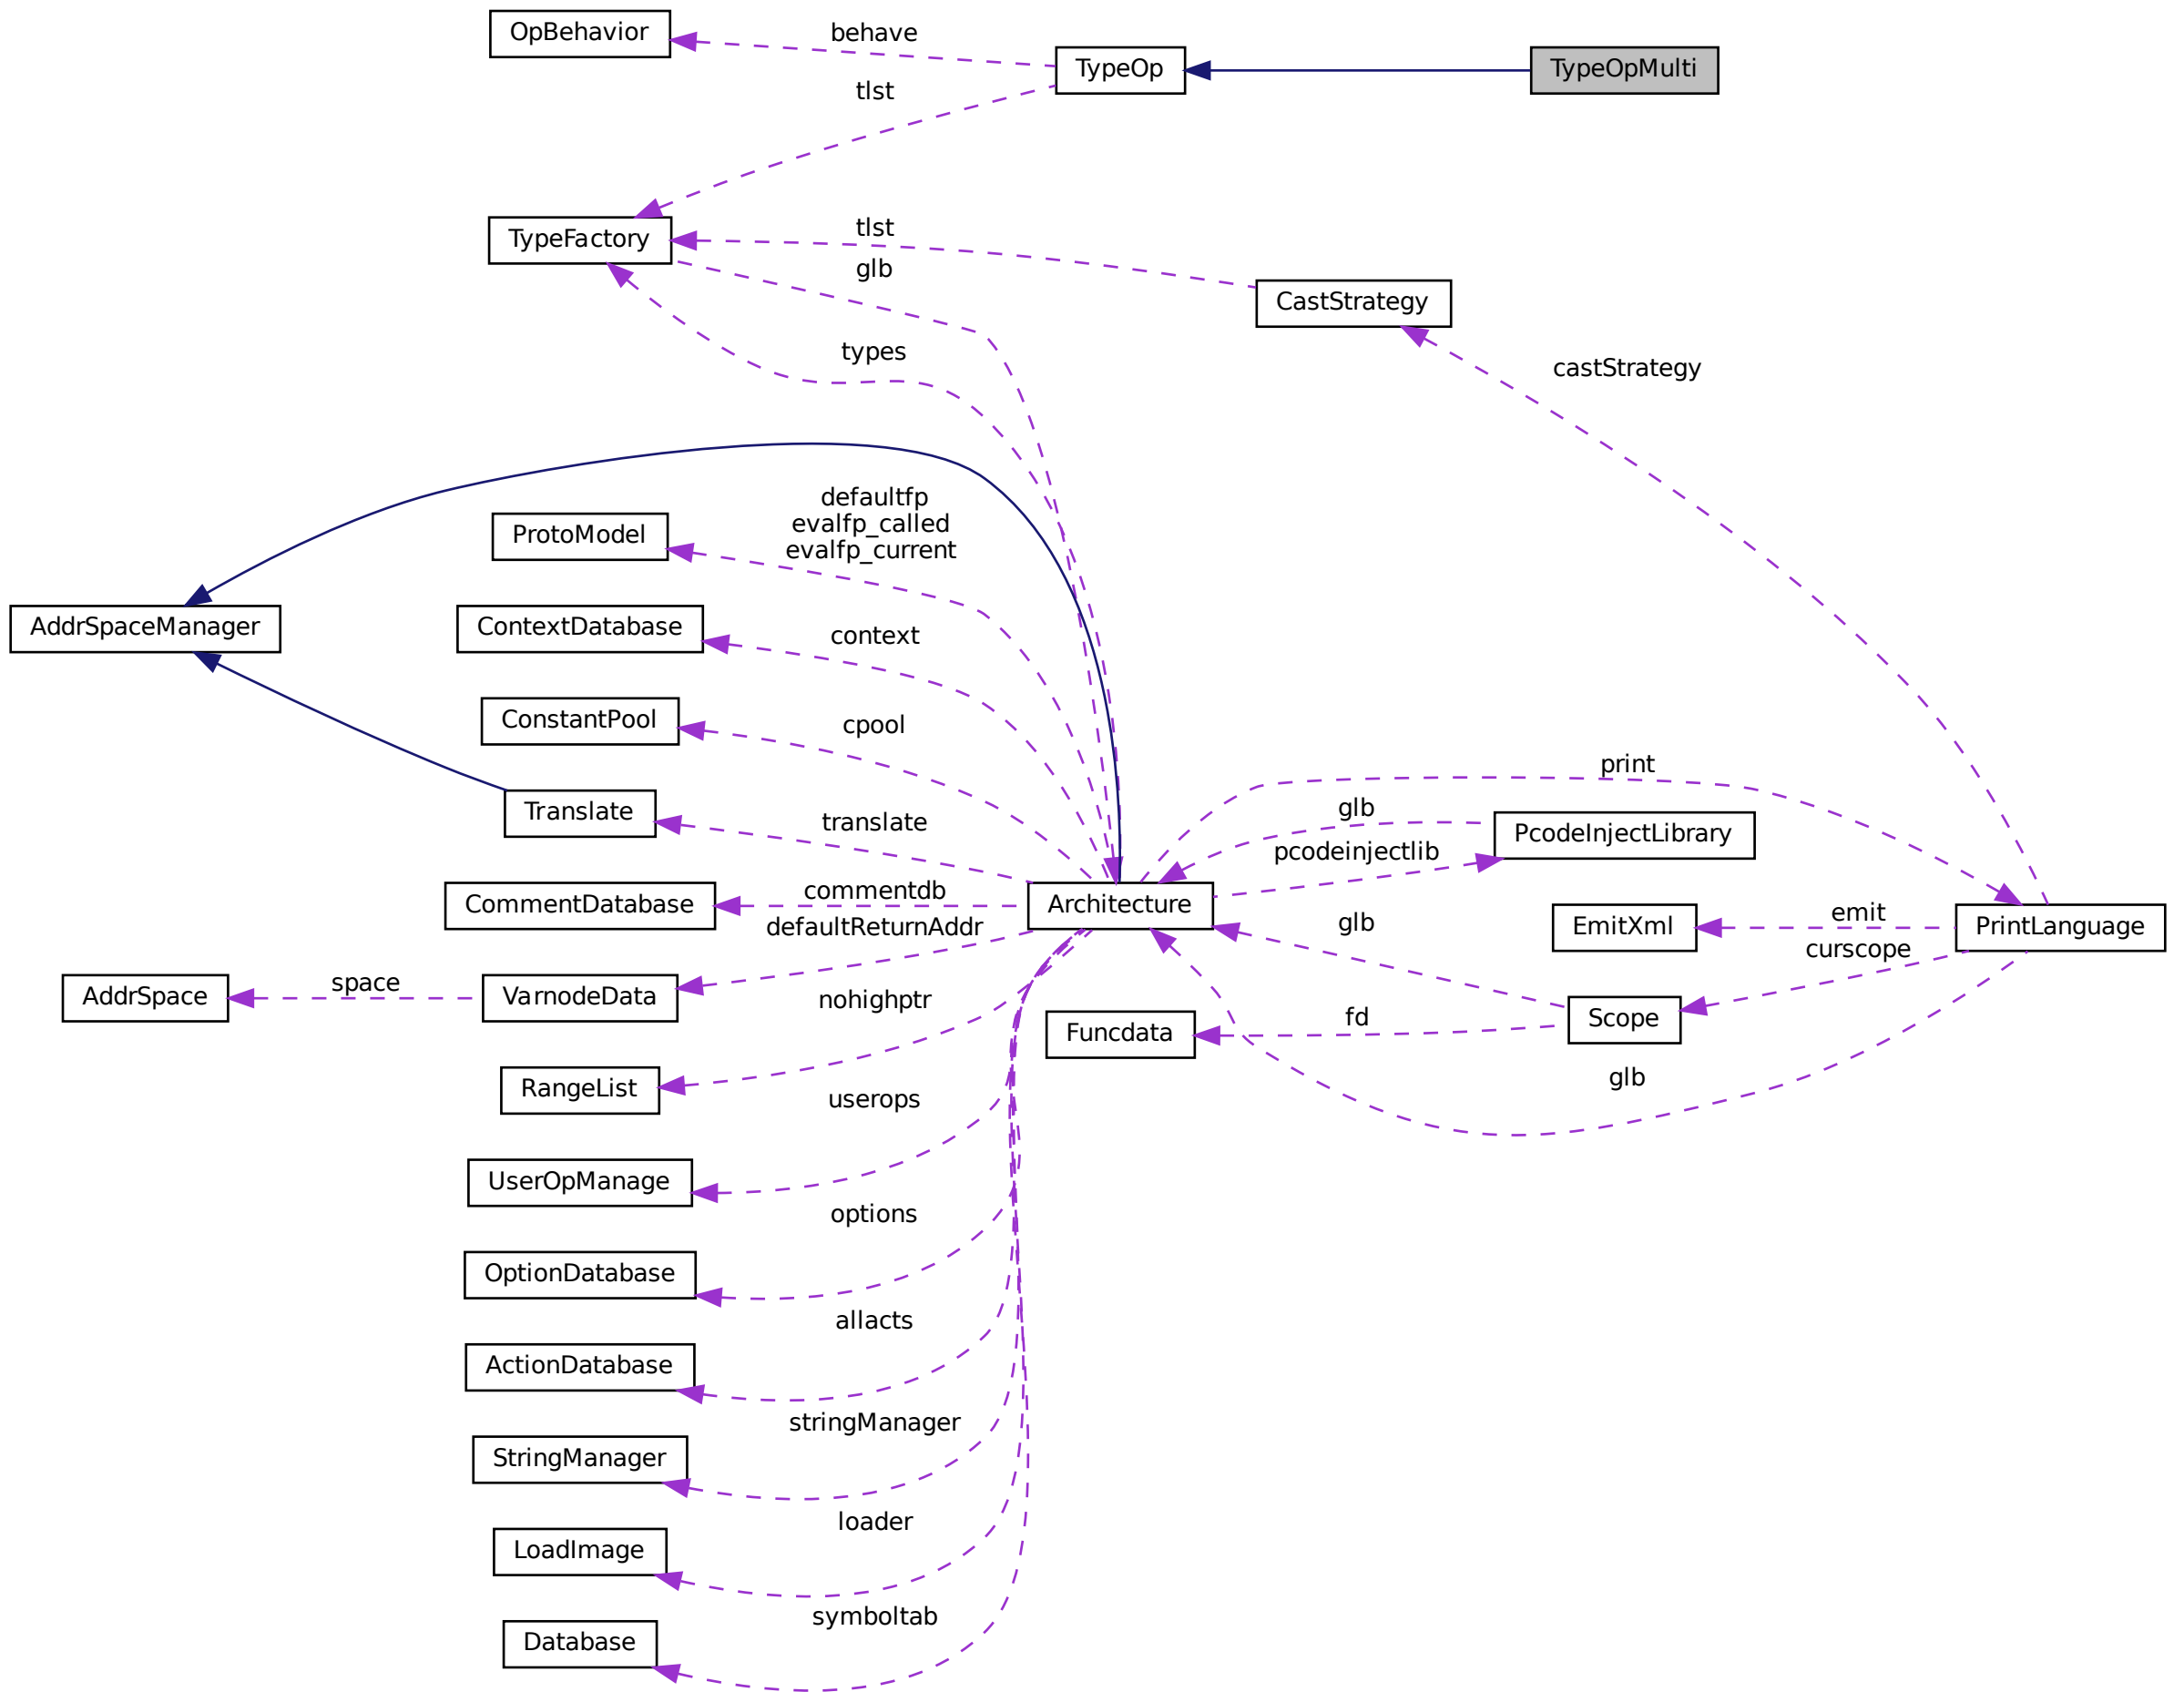 OpBehavior
behave
TypeOp
TypeOpMulti
tlst
TypeFactory
tlst
glb
CastStrategy
types
castStrategy
defaultfp
evalfp_called
evalfp_current
ProtoModel
AddrSpaceManager
ContextDatabase
context
ConstantPool
cpool
print
Translate
translate
glb
PcodeInjectLibrary
pcodeinjectlib
CommentDatabase
commentdb
Architecture
defaultReturnAddr
glb
emit
EmitXml
PrintLanguage
curscope
AddrSpace
space
VarnodeData
nohighptr
Funcdata
fd
Scope
RangeList
userops
glb
UserOpManage
options
OptionDatabase
allacts
ActionDatabase
stringManager
StringManager
loader
LoadImage
symboltab
Database